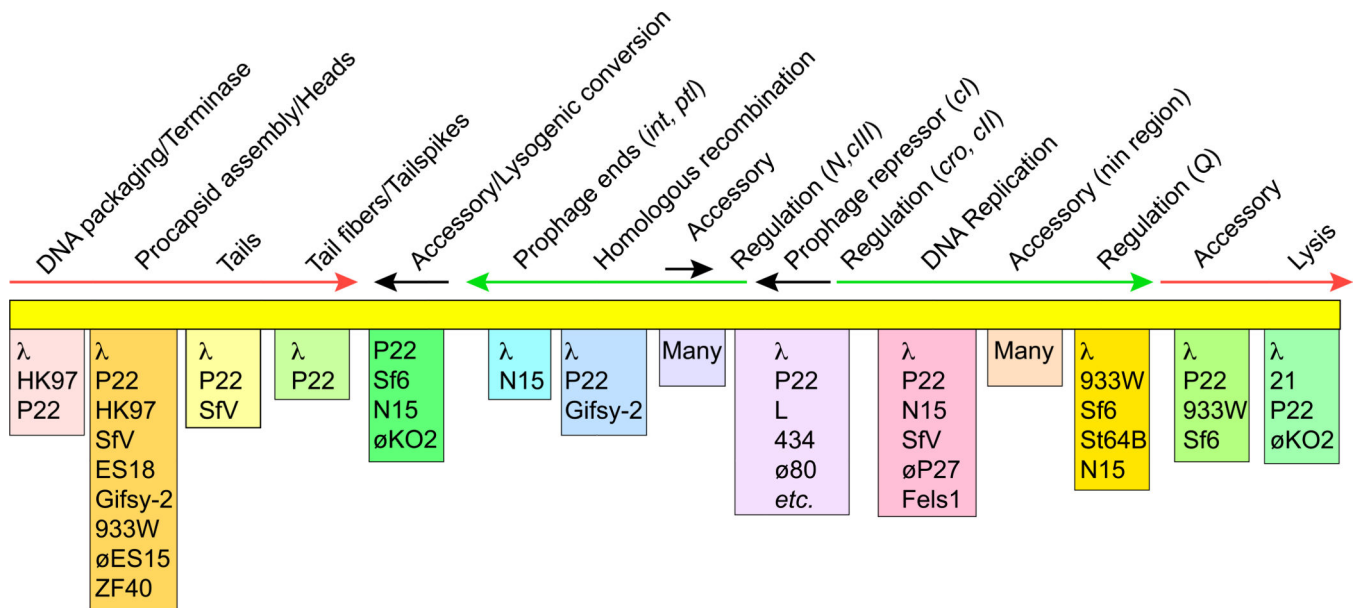 DNA packaging/Terminase
Procapsid assembly/Heads
Tails
Tail fibers/Tailspikes
Accessory/Lysogenic conversion
Prophage ends (int, ptl)
Homologous recombination
Accessory
Regulation (N,cIII)
Prophage repressor (cI)
Regulation (cro, cII)
DNA Replication
Accessory (nin region)
Regulation (Q)
Accessory
Lysis
λ
HK97
P22
λ
P22
HK97
SfV
ES18
Gifsy-2
933W
øES15
ZF40
λ
P22
SfV
λ
P22
P22
Sf6
N15
øKO2
λ
N15
λ
P22
Gifsy-2
Many
λ
P22
L
434
ø80
etc.
λ
P22
N15
SfV
øP27
Fels1
Many
λ
933W
Sf6
St64B
N15
λ
P22
933W
Sf6
λ
21
P22
øKO2